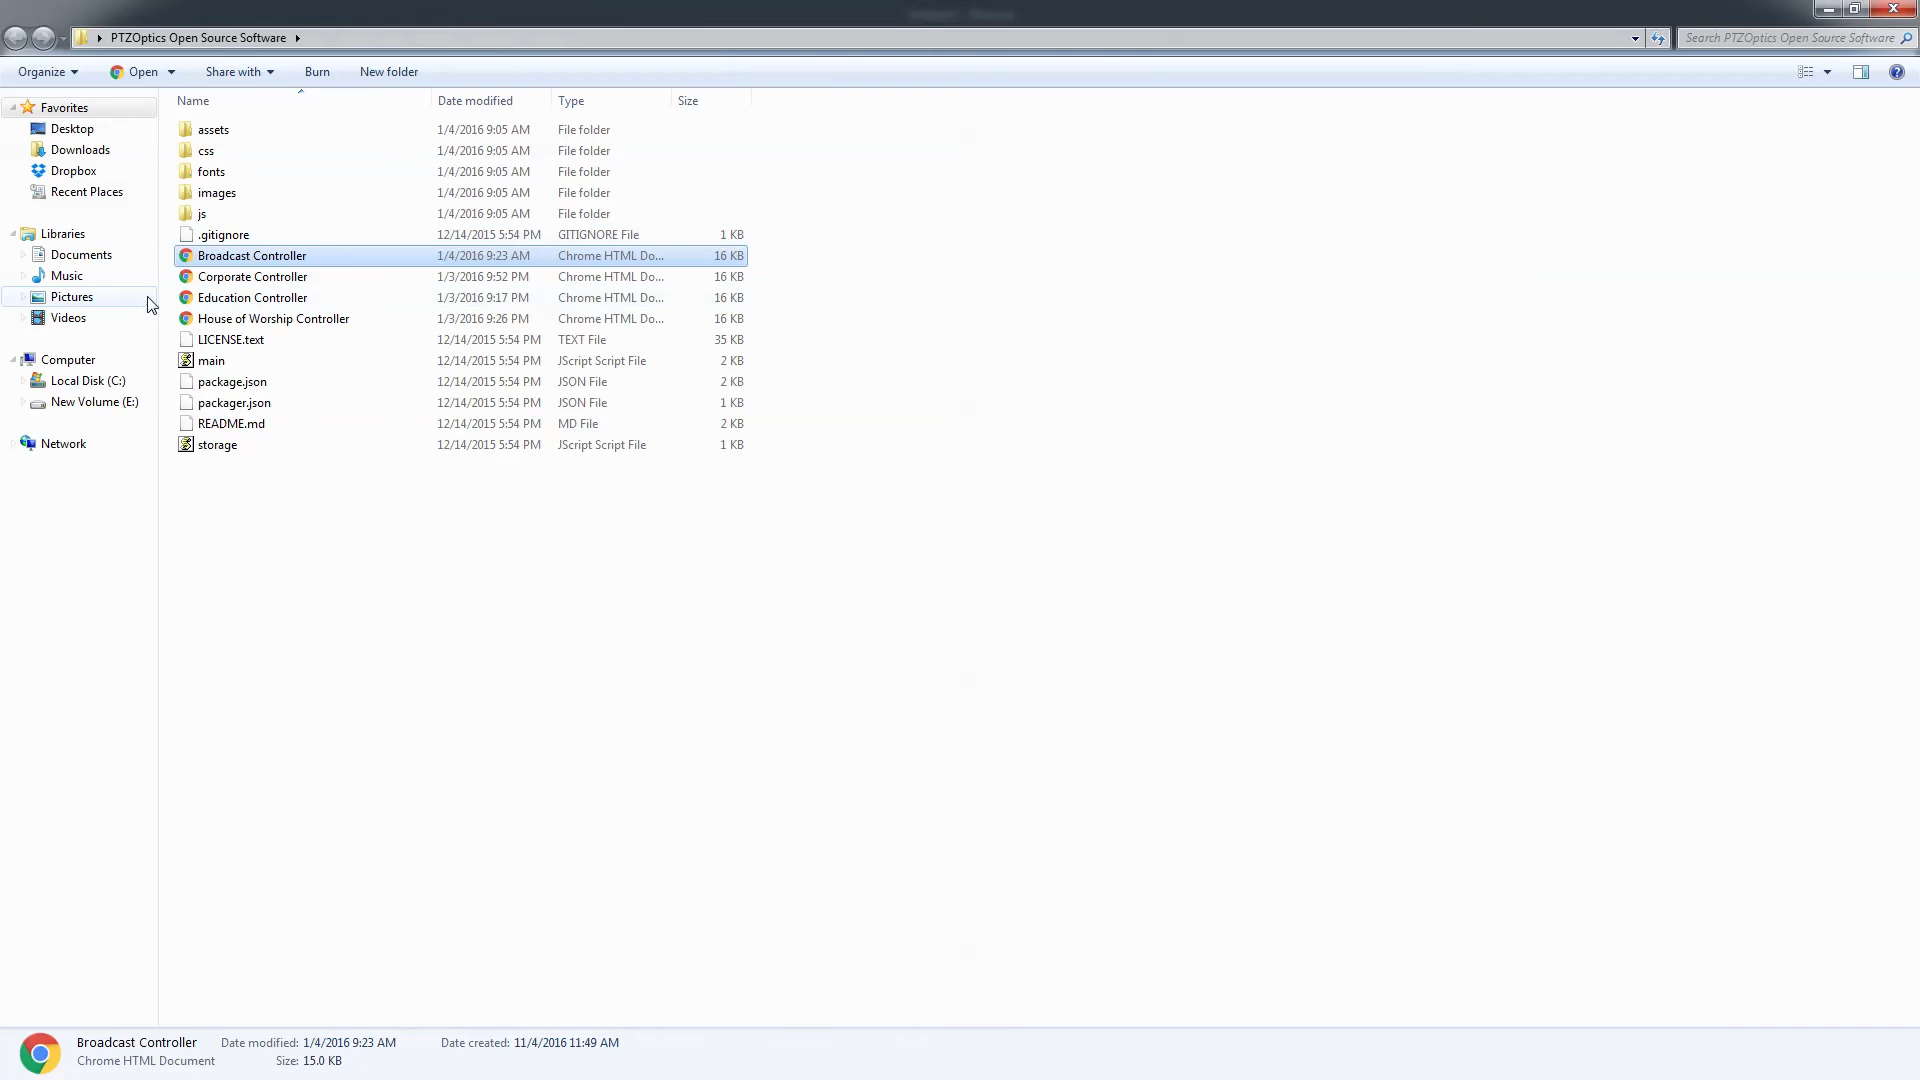 PTZOptics Open Source Software
Search PTZOptics Open Source Software
Organize Open Share with Burn New folder
Name Date modified Type Size
Favorites
Desktop
Downloads
Dropbox
Recent Places
Libraries
Documents
Music
Pictures
Videos
Computer
Local Disk (C:)
New Volume (E:)
Network
assets 1/4/2016 9:05 AM File folder
css 1/4/2016 9:05 AM File folder
fonts 1/4/2016 9:05 AM File folder
images 1/4/2016 9:05 AM File folder
js 1/4/2016 9:05 AM File folder
.gitignore 12/14/2015 5:54 PM GITIGNORE File 1 KB
Broadcast Controller 1/4/2016 9:23 AM Chrome HTML Do... 16 KB
Corporate Controller 1/3/2016 9:52 PM Chrome HTML Do... 16 KB
Education Controller 1/3/2016 9:17 PM Chrome HTML Do... 16 KB
House of Worship Controller 1/3/2016 9:26 PM Chrome HTML Do... 16 KB
LICENSE.text 12/14/2015 5:54 PM TEXT File 35 KB
main 12/14/2015 5:54 PM JScript Script File 2 KB
package.json 12/14/2015 5:54 PM JSON File 2 KB
packager.json 12/14/2015 5:54 PM JSON File 1 KB
README.md 12/14/2015 5:54 PM MD File 2 KB
storage 12/14/2015 5:54 PM JScript Script File 1 KB
Broadcast Controller Date modified: 1/4/2016 9:23 AM Date created: 11/4/2016 11:49 AM
Chrome HTML Document Size: 15.0 KB